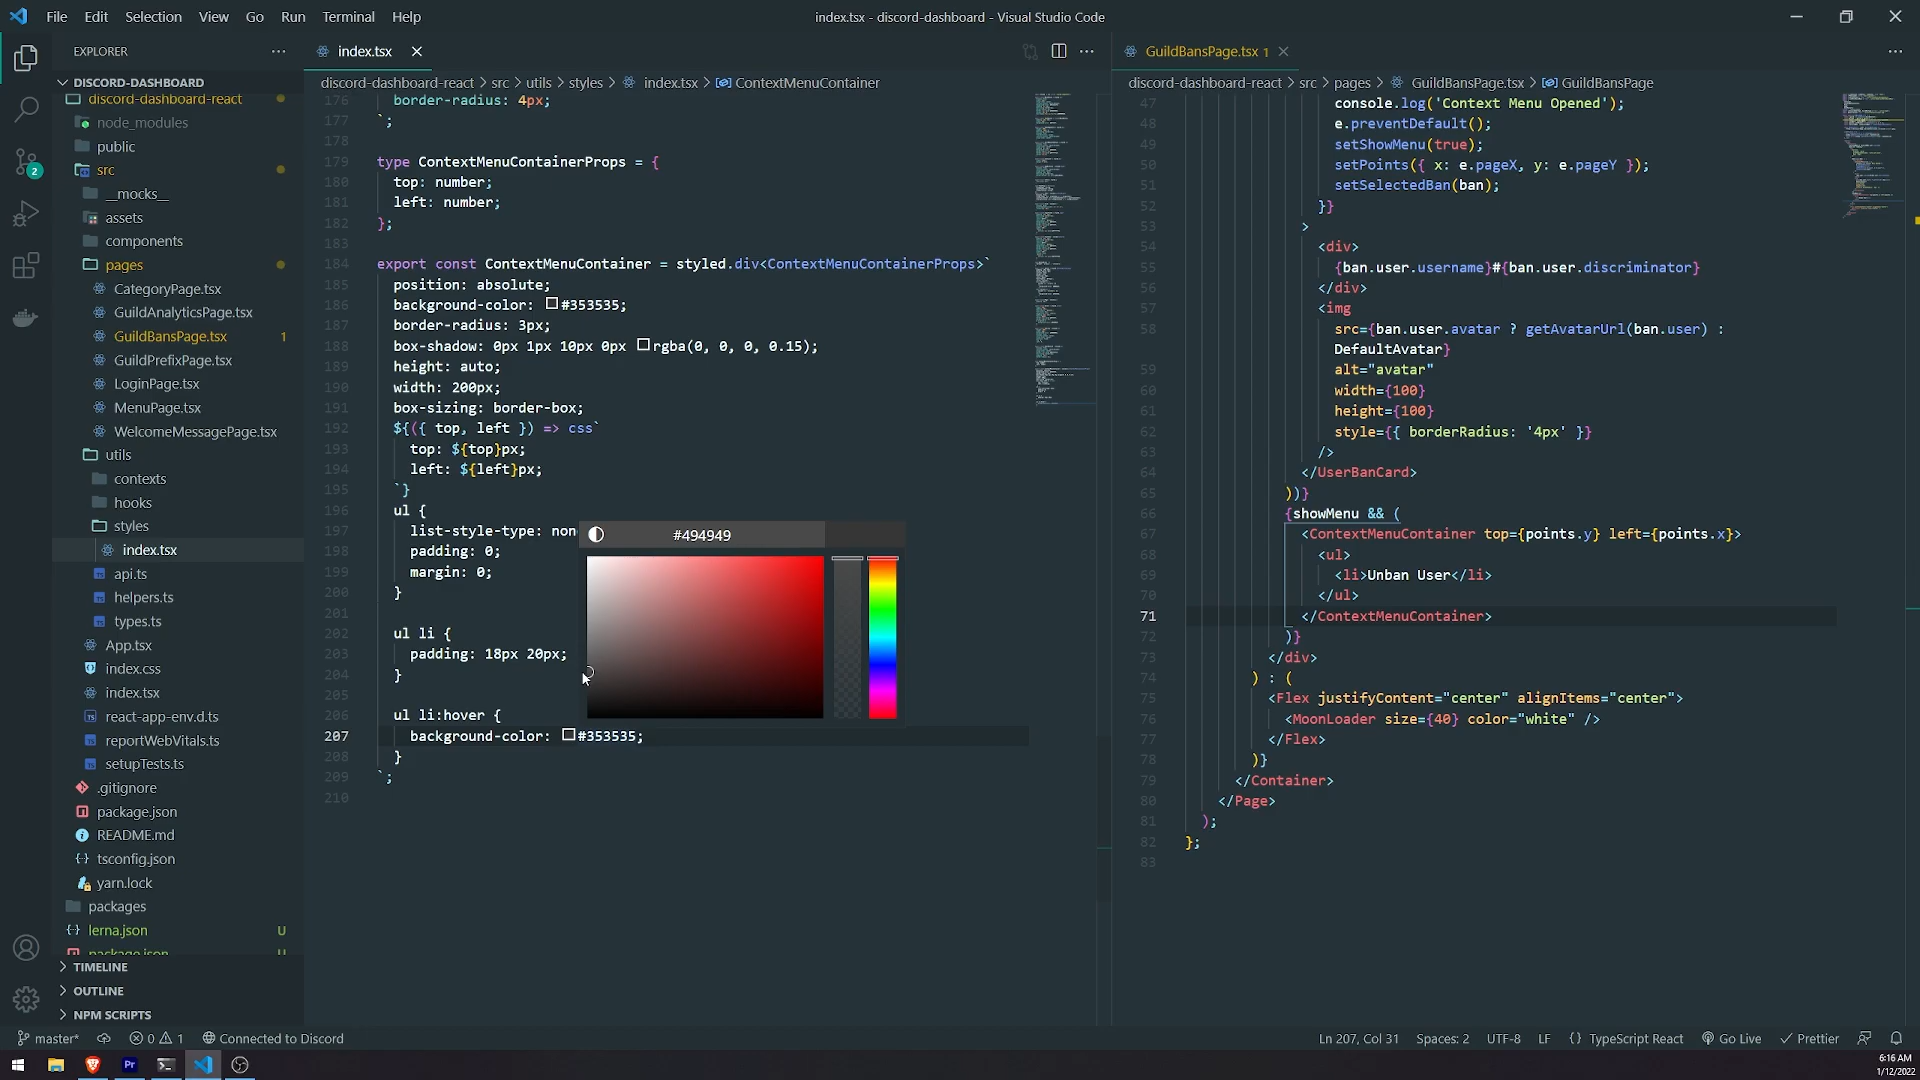 File Edit Selection View Go Run Terminal Help
index.tsx - discord-dashboard - Visual Studio Code
EXPLORER
DISCORD-DASHBOARD
discord-dashboard-react
node_modules
public
src
__mocks__
assets
components
pages
CategoryPage.tsx
GuildAnalyticsPage.tsx
GuildBansPage.tsx 1
GuildPrefixPage.tsx
LoginPage.tsx
MenuPage.tsx
WelcomeMessagePage.tsx
utils
contexts
hooks
styles
index.tsx
api.ts
helpers.ts
types.ts
App.tsx
index.css
index.tsx
react-app-env.d.ts
reportWebVitals.ts
setupTests.ts
.gitignore
package.json
README.md
tsconfig.json
yarn.lock
packages
lerna.json U
package.json U
TIMELINE
OUTLINE
NPM SCRIPTS
2
index.tsx
discord-dashboard-react > src > utils > styles > index.tsx > ContextMenuContainer
176 border-radius: 4px;
177 `;
178
179 type ContextMenuContainerProps = {
180 top: number;
181 left: number;
182 };
183
184 export const ContextMenuContainer = styled.div<ContextMenuContainerProps>`
185 position: absolute;
186 background-color: #353535;
187 border-radius: 3px;
188 box-shadow: 0px 1px 10px 0px rgba(0, 0, 0, 0.15);
189 height: auto;
190 width: 200px;
191 box-sizing: border-box;
192 ${({ top, left }) => css`
193 top: ${top}px;
194 left: ${left}px;
195 `}
196 ul {
197 list-style-type: non
198 padding: 0;
199 margin: 0;
200 }
201
202 ul li {
203 padding: 18px 20px;
204 }
205
206 ul li:hover {
207 background-color: #353535;
208 }
209 `;
210
#494949
GuildBansPage.tsx 1
discord-dashboard-react > src > pages > GuildBansPage.tsx > GuildBansPage
47 console.log('Context Menu Opened');
48 e.preventDefault();
49 setShowMenu(true);
50 setPoints({ x: e.pageX, y: e.pageY });
51 setSelectedBan(ban);
52 }}
53 >
54 <div>
55 {ban.user.username}#{ban.user.discriminator}
56 </div>
57 <img
58 src={ban.user.avatar ? getAvatarUrl(ban.user) :
DefaultAvatar}
59 alt="avatar"
60 width={100}
61 height={100}
62 style={{ borderRadius: '4px' }}
63 />
64 </UserBanCard>
65 ))}
66 {showMenu && (
67 <ContextMenuContainer top={points.y} left={points.x}>
68 <ul>
69 <li>Unban User</li>
70 </ul>
71 </ContextMenuContainer>
72 )}
73 </div>
74 ) : (
75 <Flex justifyContent="center" alignItems="center">
76 <MoonLoader size={40} color="white" />
77 </Flex>
78 )}
79 </Container>
80 </Page>
81 );
82 };
83
master* 0 1 Connected to Discord
Ln 207, Col 31 Spaces: 2 UTF-8 LF {} TypeScript React Go Live Prettier
Pr
6:16 AM
1/12/2022